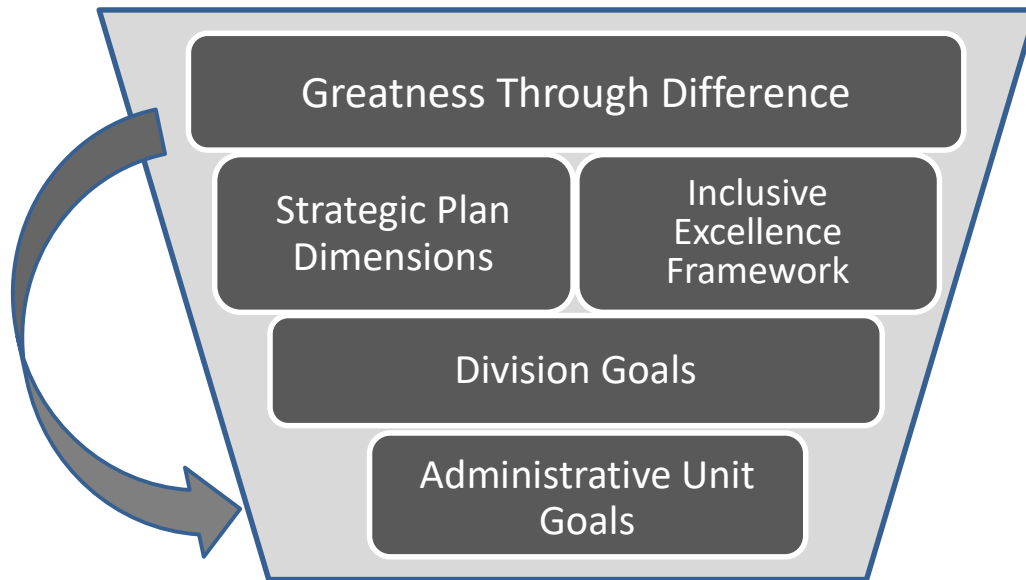 Greatness Through Difference
Strategic Plan
Dimensions
Inclusive
Excellence
Framework
Division Goals
Administrative Unit
Goals